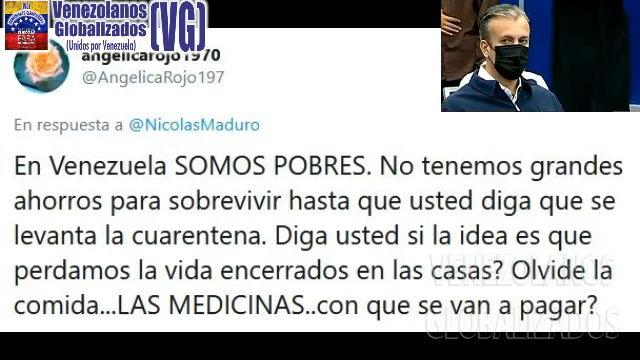 Venezolanos
Globalizados
(Unidos por Venezuela)
(VG)
angelicarojo1970
@AngelicaRojo197
En respuesta a @NicolasMaduro
En Venezuela SOMOS POBRES. No tenemos grandes
ahorros para sobrevivir hasta que usted diga que se
levanta la cuarentena. Diga usted si la idea es que
perdamos la vida encerrados en las casas? Olvide la
comida...LAS MEDICINAS..con que se van a pagar?
VENEZOLANOS
GLOBALIZADOS